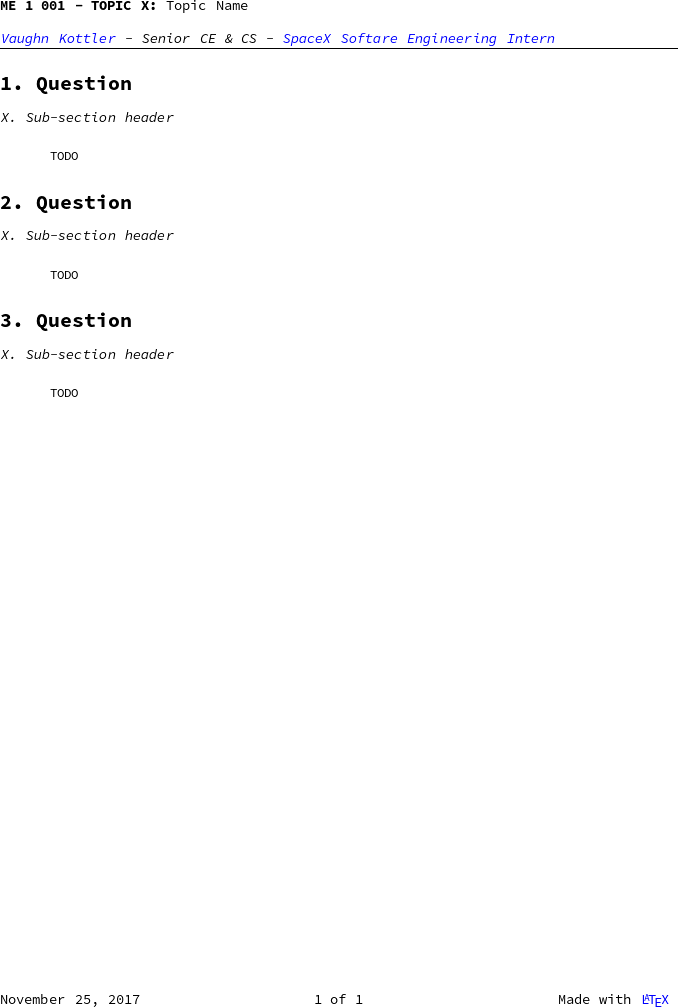 ME 1 001 – TOPIC X: Topic Name
Vaughn Kottler – Senior CE & CS – SpaceX Softare Engineering Intern
1. Question
X. Sub-section header
TODO
2. Question
X. Sub-section header
TODO
3. Question
X. Sub-section header
TODO
November 25, 2017 1 of 1 Made with LATEX